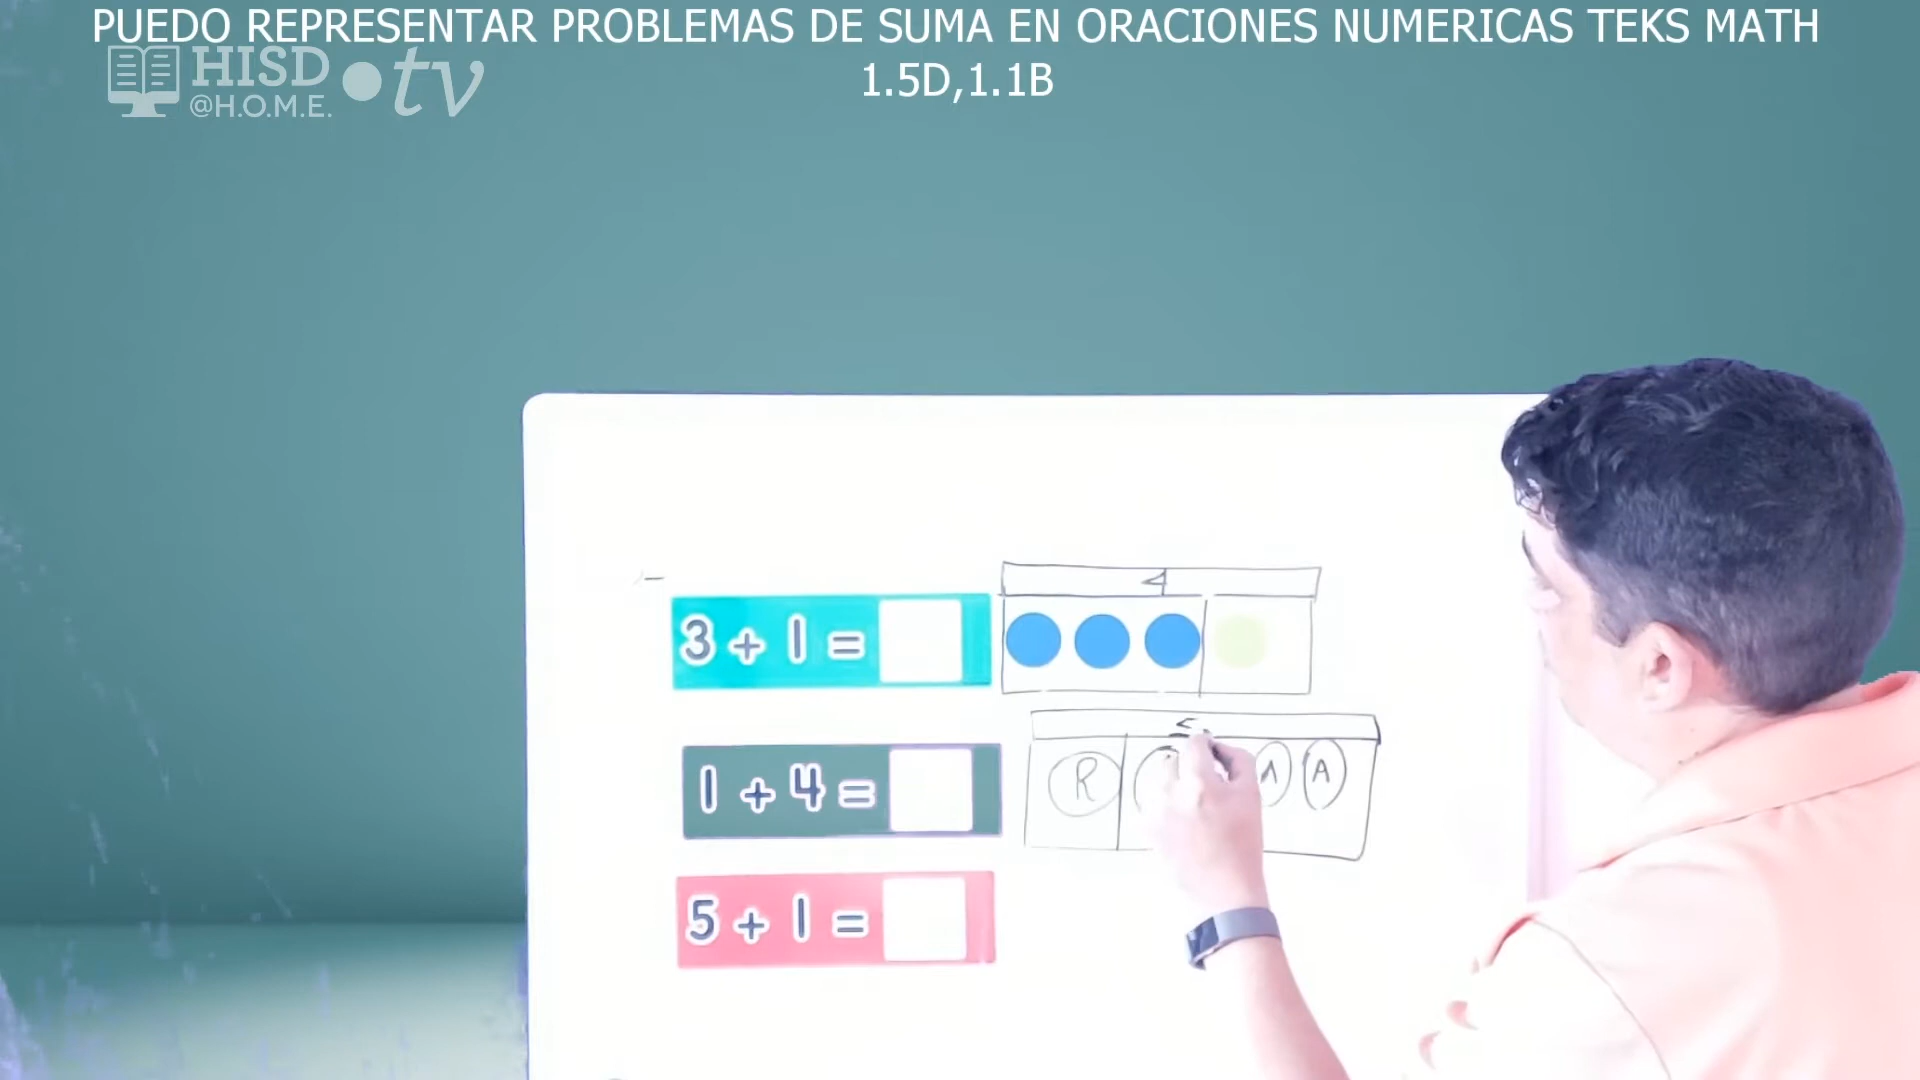 PUEDO REPRESENTAR PROBLEMAS DE SUMA EN ORACIONES NUMERICAS TEKS MATH
1.5D,1.1B
HISD
@H.O.M.E.
tv
4
3 + 1 =
1 + 4 =
R A A
5 + 1 =